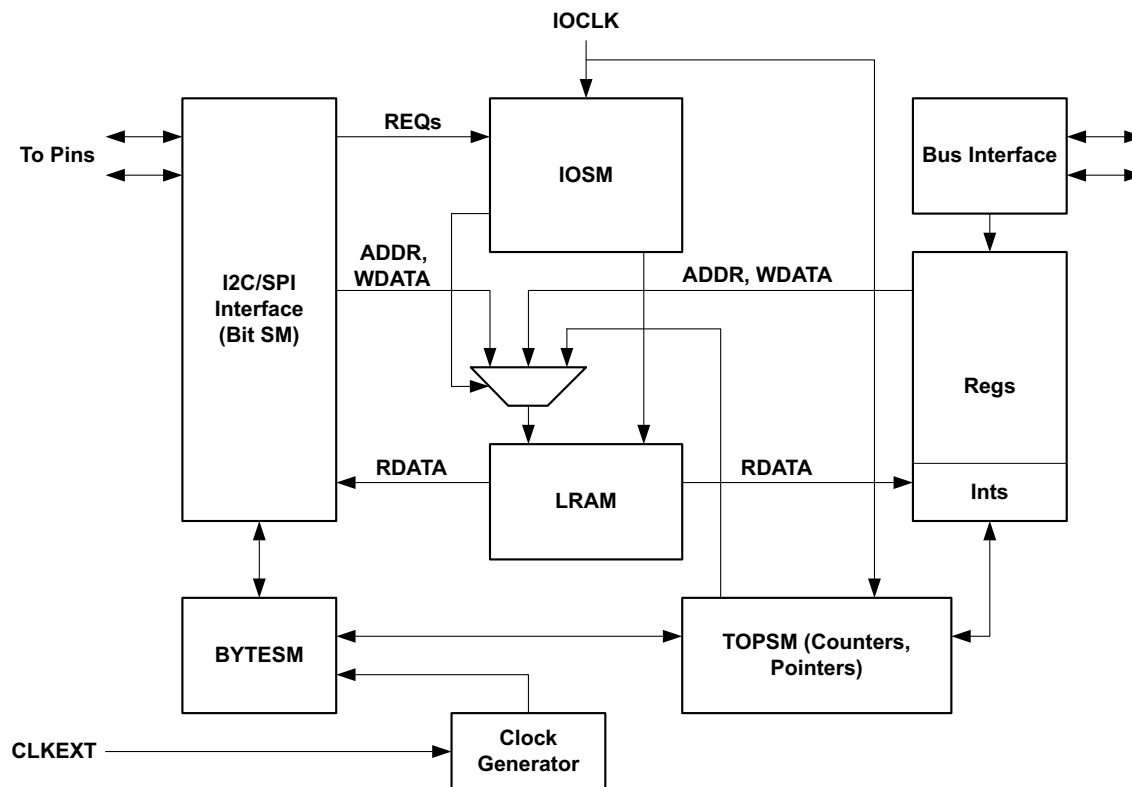 IOCLK
REQs
To Pins
IOSM
Bus Interface
ADDR,
WDATA
ADDR, WDATA
I2C/SPI
Interface
(Bit SM)
Regs
RDATA
LRAM
RDATA
Ints
BYTESM
TOPSM (Counters,
Pointers)
CLKEXT
Clock
Generator